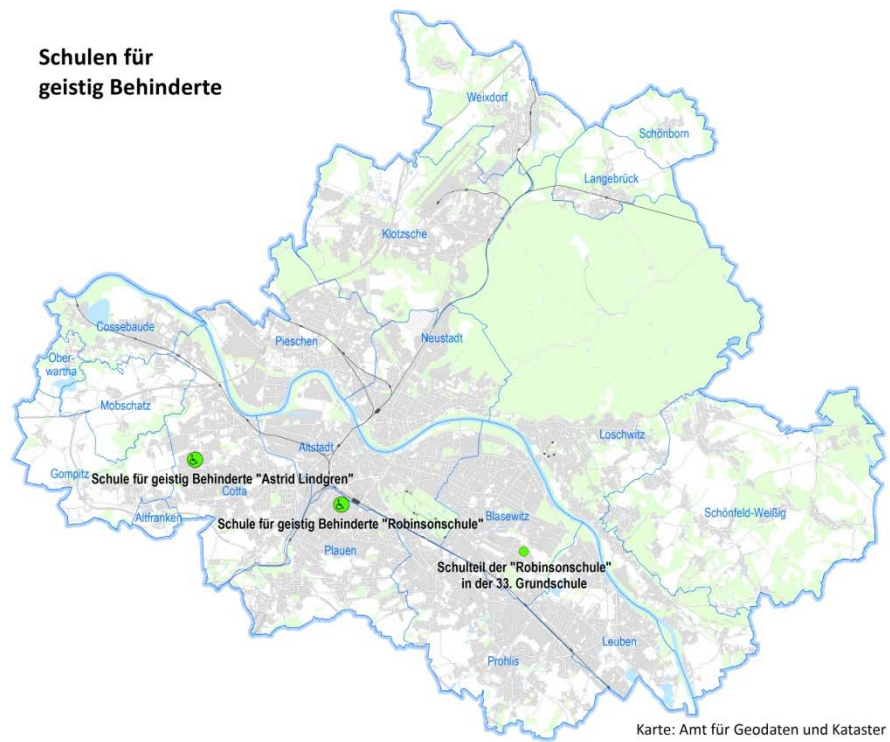 Schulen für
geistig Behinderte
Weixdorf
Schönborn
Langebrück
Klotzsche
Cossebaude
Pieschen
Neustadt
Ober-
wartha
Mobschatz
Altstadt
Loschwitz
Gompitz
Schule für geistig Behinderte "Astrid Lindgren"
Cotta
Altfranken
Schule für geistig Behinderte "Robinsonschule"
Blasewitz
Schönfeld-Weißig
Plauen
Schulteil der "Robinsonschule"
in der 33. Grundschule
Leuben
Prohlis
Karte: Amt für Geodaten und Kataster